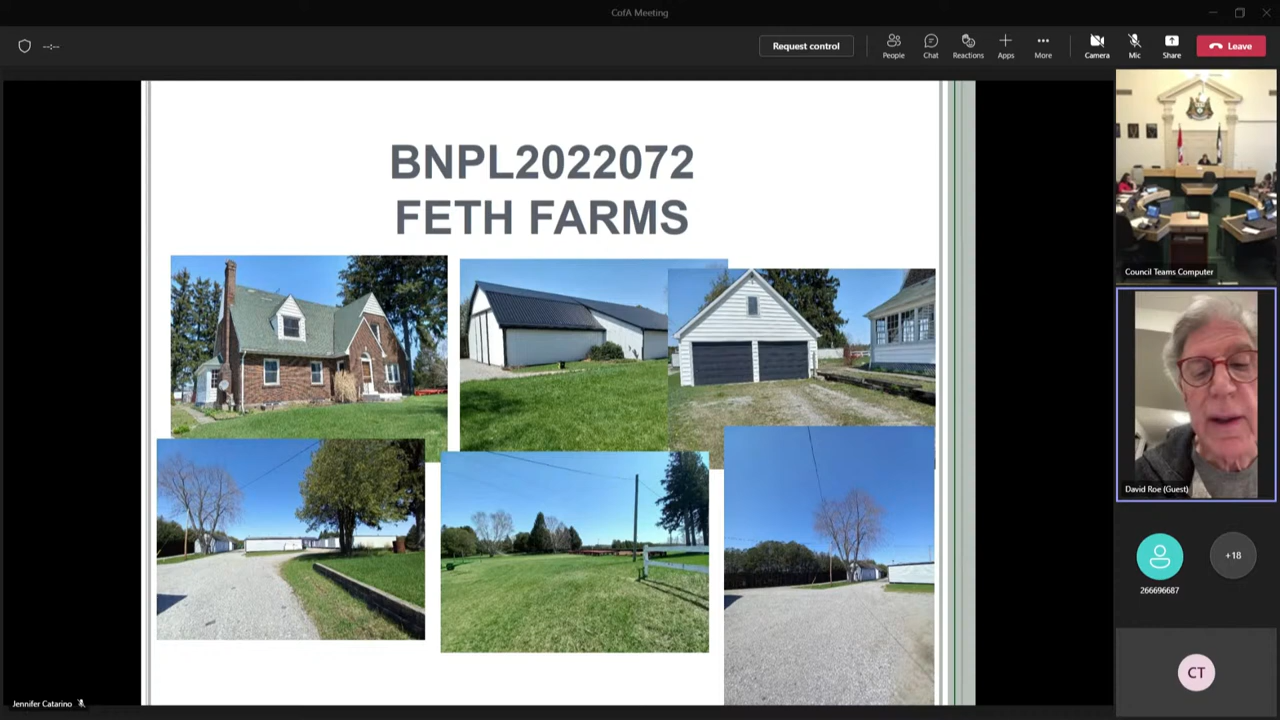 CofA Meeting
--:--
Request control
People
Chat
Reactions
Apps
More
Camera
Mic
Share
Leave
BNPL2022072
FETH FARMS
Council Teams Computer
David Roe (Guest)
266696687
+18
CT
Jennifer Catarino